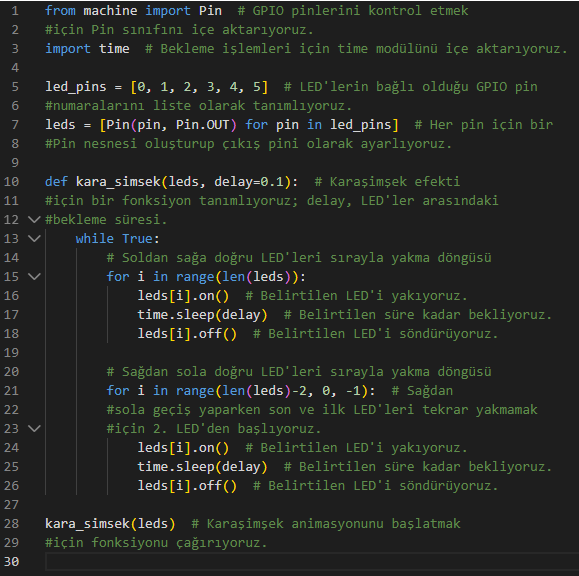 1 from machine import Pin  # GPIO pinlerini kontrol etmek
2 #için Pin sınıfını içe aktarıyoruz.
3 import time  # Bekleme işlemleri için time modülünü içe aktarıyoruz.
4
5 led_pins = [0, 1, 2, 3, 4, 5]  # LED'lerin bağlı olduğu GPIO pin
6 #numaralarını liste olarak tanımlıyoruz.
7 leds = [Pin(pin, Pin.OUT) for pin in led_pins]  # Her pin için bir
8 #Pin nesnesi oluşturup çıkış pini olarak ayarlıyoruz.
9
10 def kara_simsek(leds, delay=0.1):  # Karaşimşek efekti
11 #için bir fonksiyon tanımlıyoruz; delay, LED'ler arasındaki
12 #bekleme süresi.
13     while True:
14         # Soldan sağa doğru LED'leri sırayla yakma döngüsü
15         for i in range(len(leds)):
16             leds[i].on()  # Belirtilen LED'i yakıyoruz.
17             time.sleep(delay)  # Belirtilen süre kadar bekliyoruz.
18             leds[i].off()  # Belirtilen LED'i söndürüyoruz.
19
20         # Sağdan sola doğru LED'leri sırayla yakma döngüsü
21         for i in range(len(leds)-2, 0, -1):  # Sağdan
22         #sola geçiş yaparken son ve ilk LED'leri tekrar yakmamak
23         #için 2. LED'den başlıyoruz.
24             leds[i].on()  # Belirtilen LED'i yakıyoruz.
25             time.sleep(delay)  # Belirtilen süre kadar bekliyoruz.
26             leds[i].off()  # Belirtilen LED'i söndürüyoruz.
27
28 kara_simsek(leds)  # Karaşimşek animasyonunu başlatmak
29 #için fonksiyonu çağırıyoruz.
30